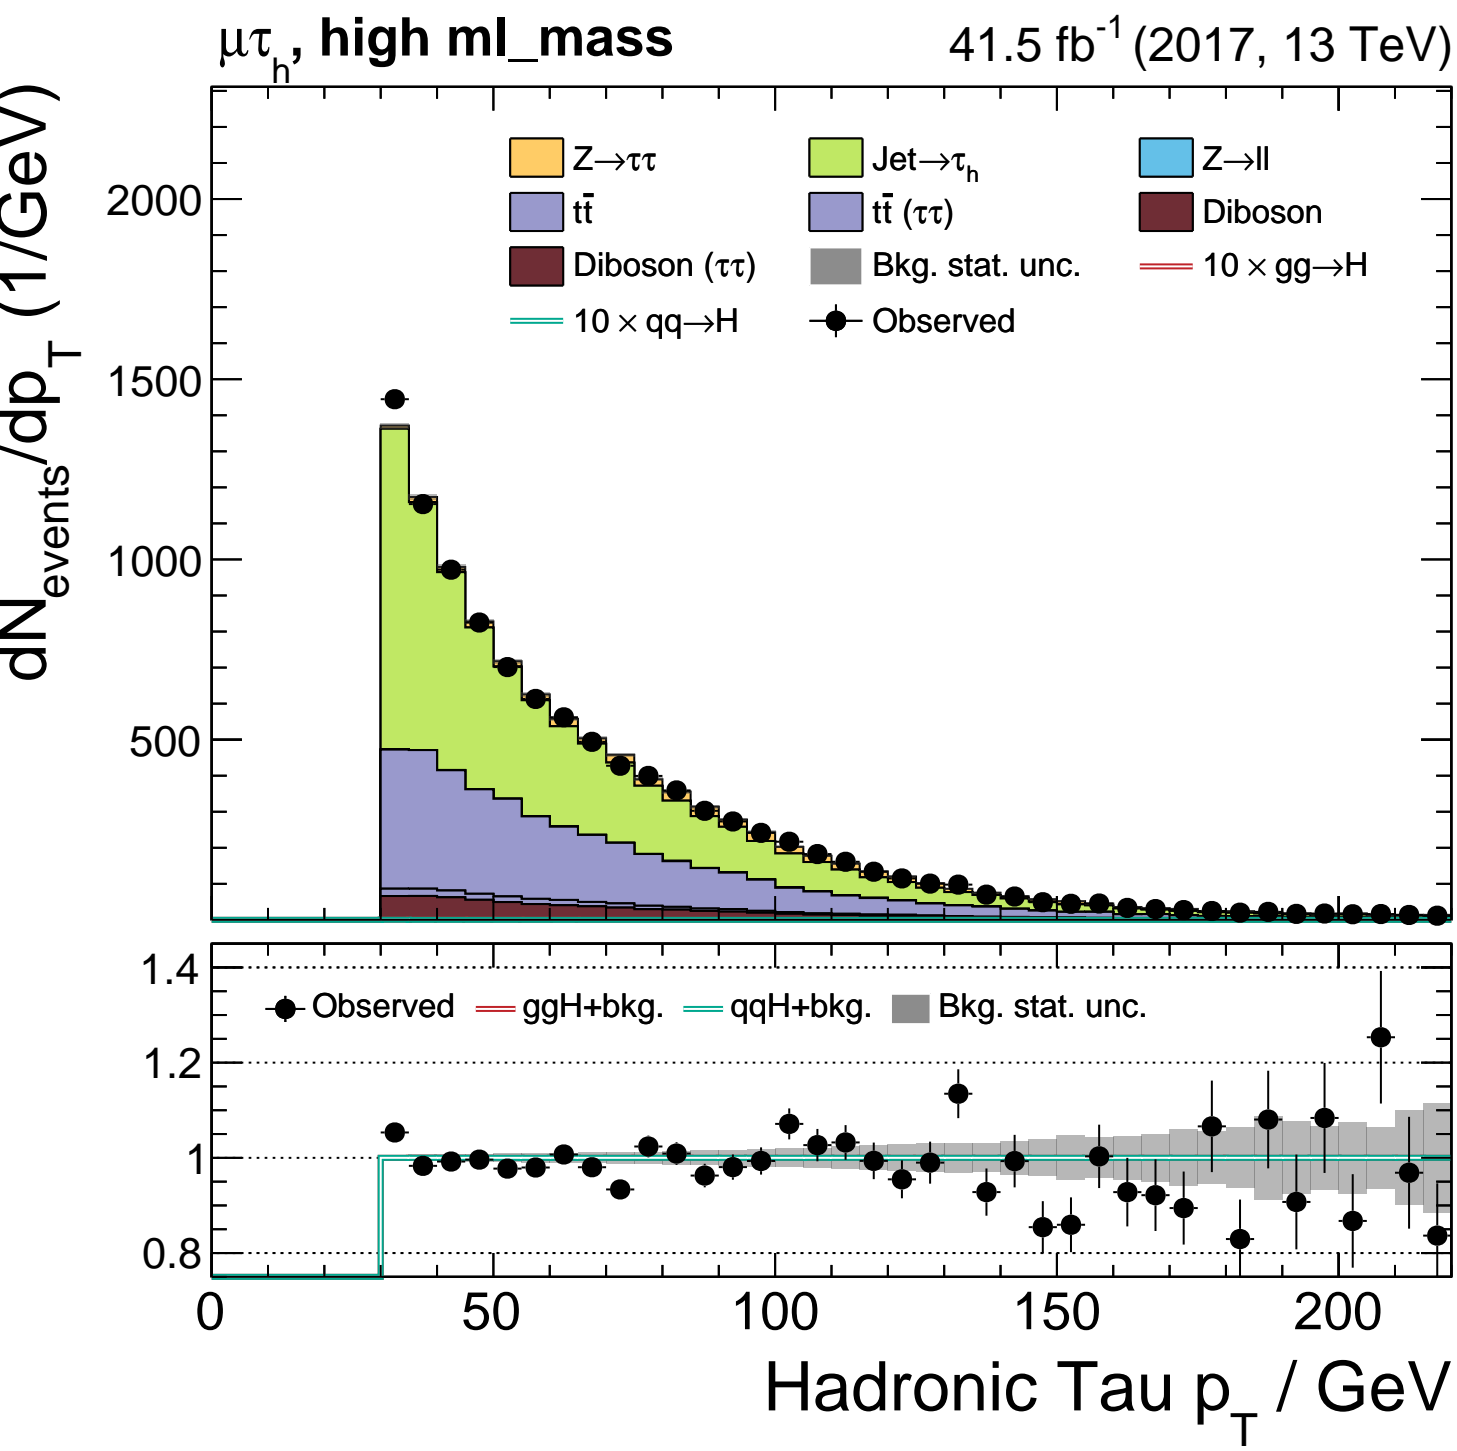 μτh, high ml_mass
41.5 fb-1 (2017, 13 TeV)
dNevents/dpT (1/GeV)
2000
1500
1000
500
Z→ττ
Jet→τh
Z→ll
tt̄
tt̄ (ττ)
Diboson
Diboson (ττ)
Bkg. stat. unc.
10 × gg→H
10 × qq→H
Observed
1.4
1.2
1
0.8
Observed
ggH+bkg.
qqH+bkg.
Bkg. stat. unc.
0
50
100
150
200
Hadronic Tau pT / GeV